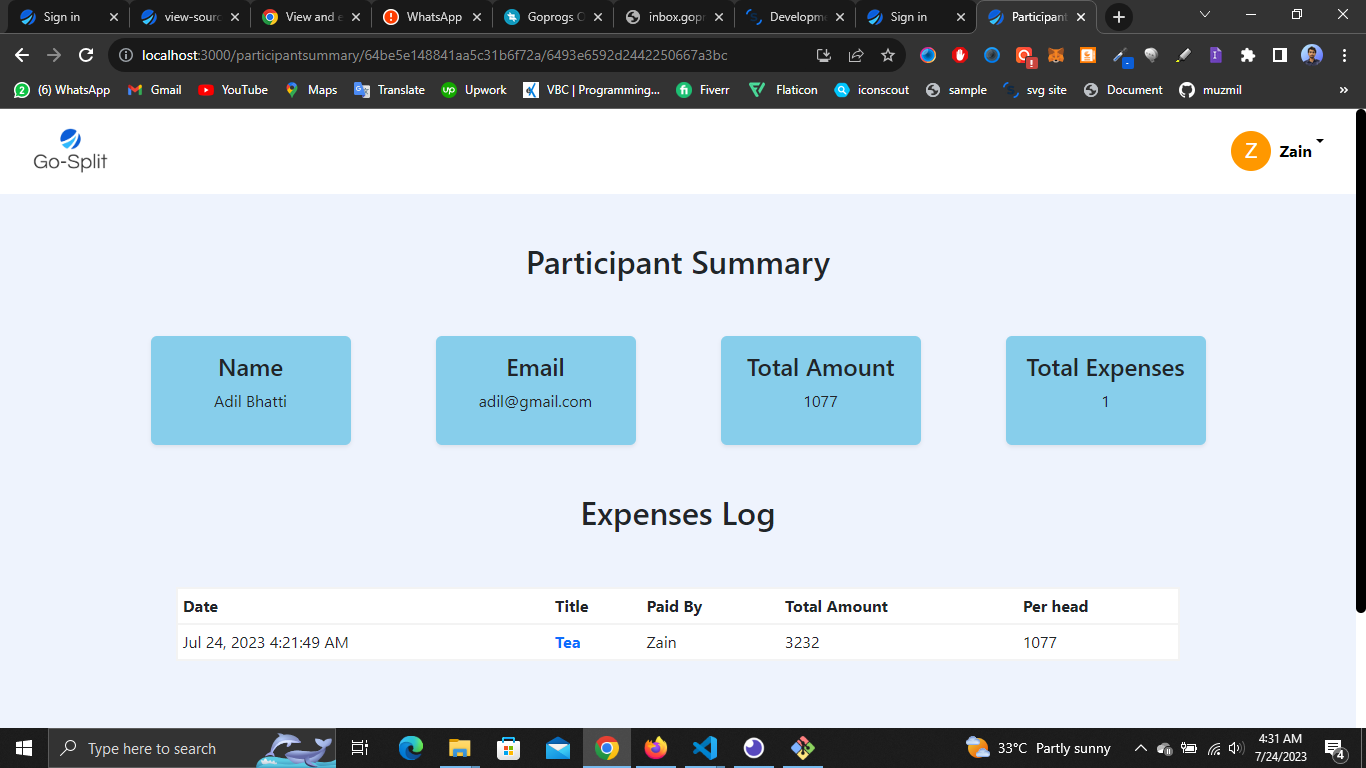 Sign in
view-sourc
View and e
WhatsApp
Goprogs O
inbox.gopr
Developme
Sign in
Participant
localhost:3000/participantsummary/64be5e148841aa5c31b6f72a/6493e6592d2442250667a3bc
(6) WhatsApp Gmail YouTube Maps Translate Upwork VBC | Programming... Fiverr Flaticon iconscout sample svg site Document muzmil »
Go-Split
Z Zain
Participant Summary
Name
Adil Bhatti
Email
adil@gmail.com
Total Amount
1077
Total Expenses
1
Expenses Log
Date Title Paid By Total Amount Per head
Jul 24, 2023 4:21:49 AM Tea Zain 3232 1077
Type here to search
33°C Partly sunny
4:31 AM
7/24/2023
4